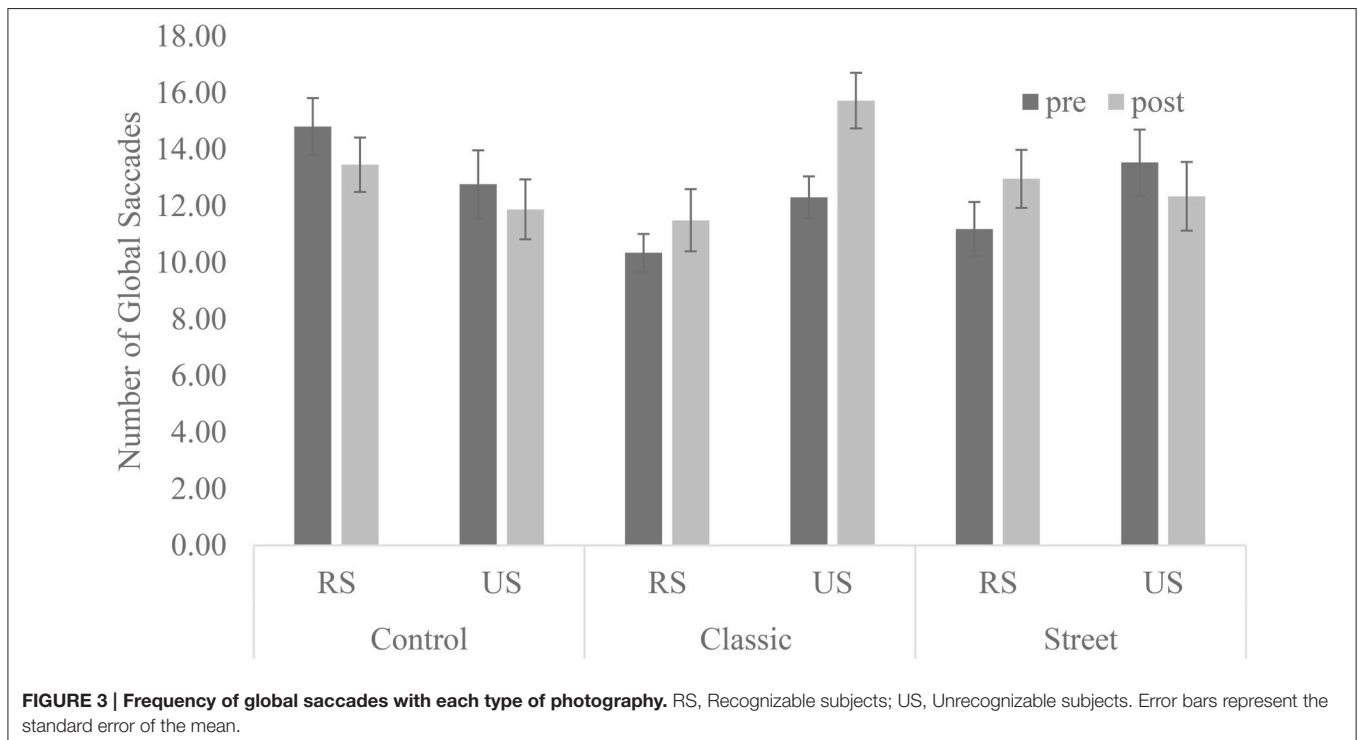 18.00
16.00
14.00
12.00
10.00
8.00
6.00
4.00
2.00
0.00
Number of Global Saccades
pre post
RS US RS US RS US
Control Classic Street
FIGURE 3 | Frequency of global saccades with each type of photography. RS, Recognizable subjects; US, Unrecognizable subjects. Error bars represent the
standard error of the mean.